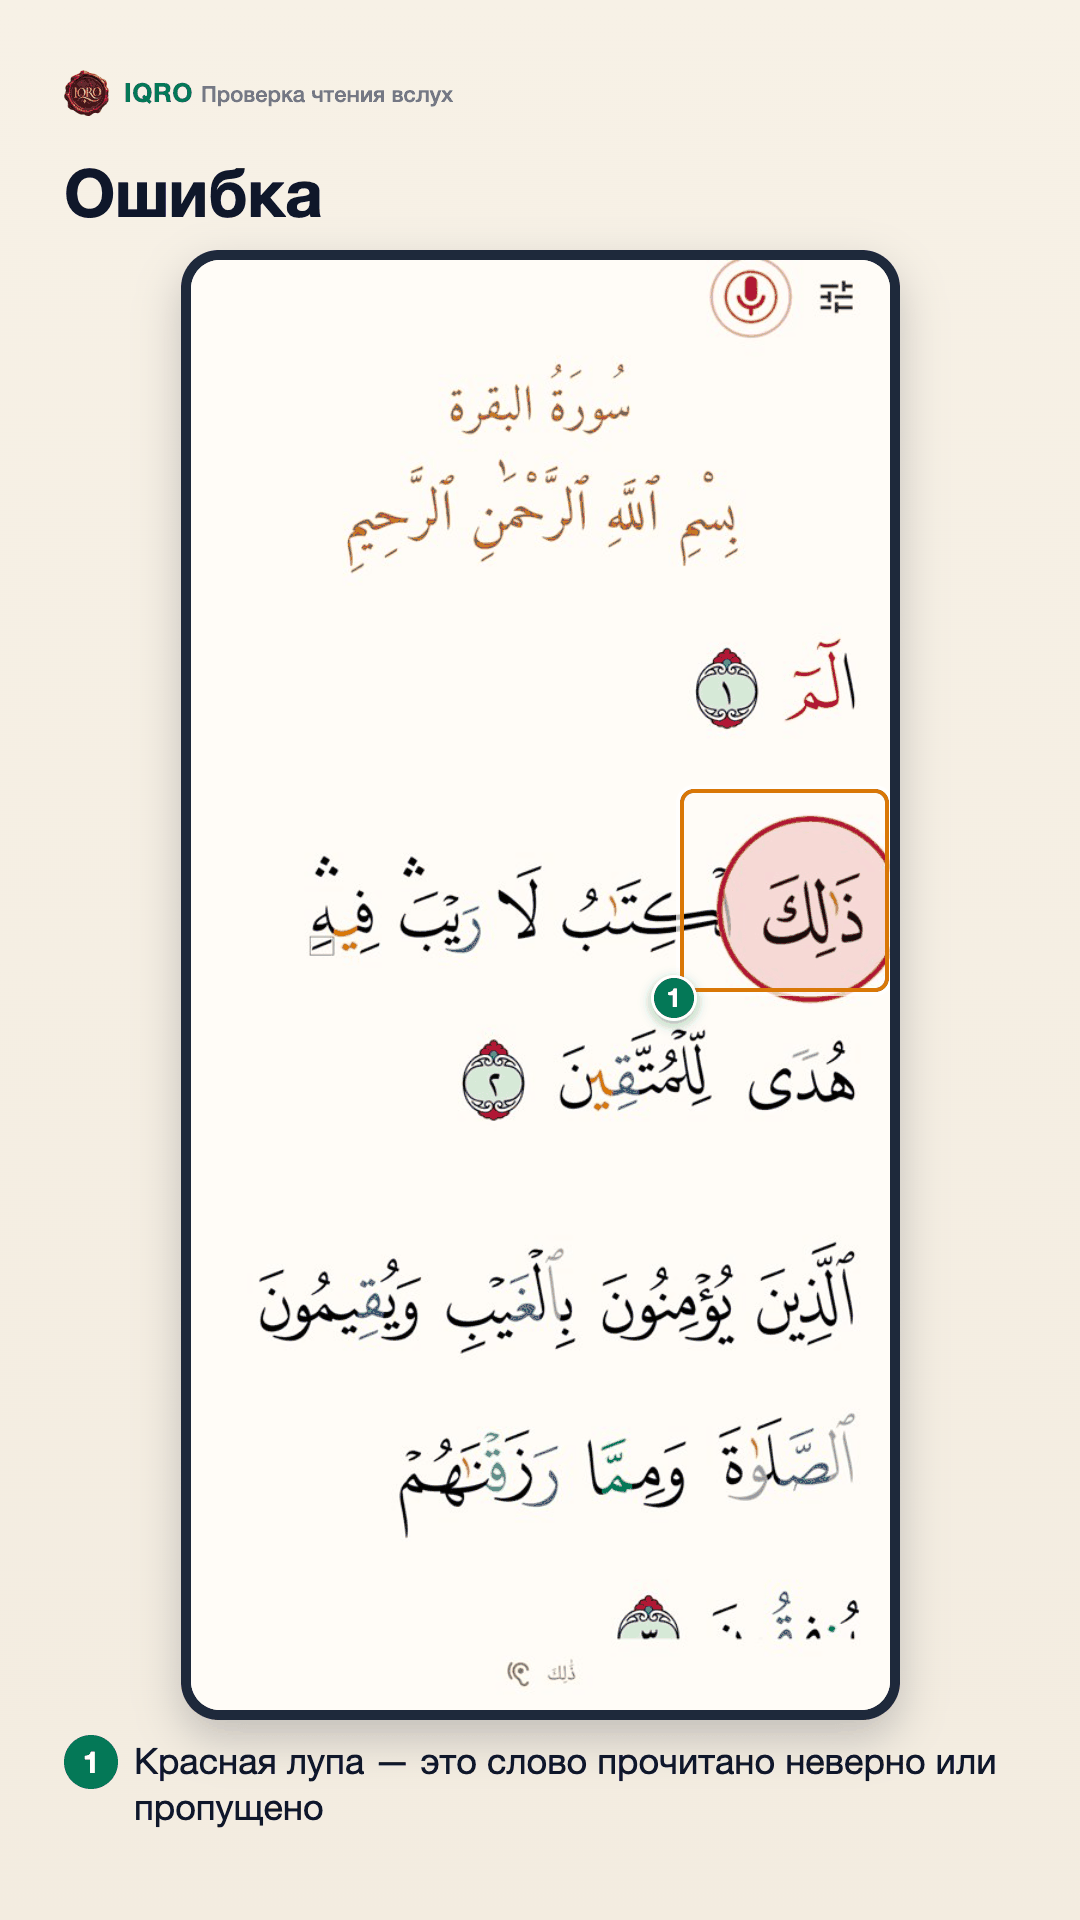 IQRO Проверка чтения вслух
Ошибка
سُورَةُ البقرة
بِسْمِ ٱللَّهِ ٱلرَّحْمَٰنِ ٱلرَّحِيمِ
الٓمٓ ١
ذَٰلِكَ ٱلْكِتَٰبُ لَا رَيْبَ ۛ فِيهِ ۛ
هُدًى لِّلْمُتَّقِينَ ٢
ٱلَّذِينَ يُؤْمِنُونَ بِٱلْغَيْبِ وَيُقِيمُونَ
ٱلصَّلَوٰةَ وَمِمَّا رَزَقْنَٰهُمْ
ذَٰلِكَ
1
1 Красная лупа — это слово прочитано неверно или
пропущено